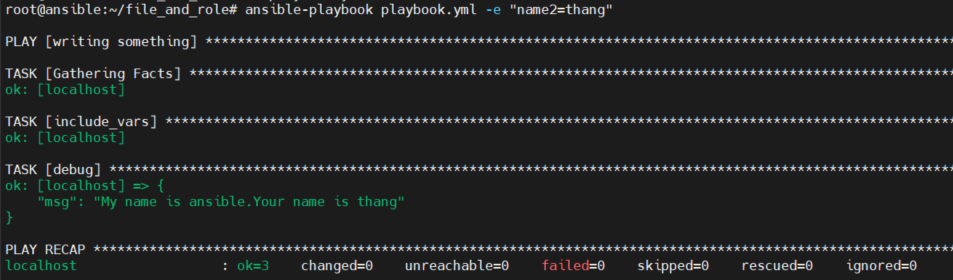 root@ansible:~/file_and_role# ansible-playbook playbook.yml -e "name2=thang"
PLAY [writing something] *********************************************************************************************
TASK [Gathering Facts] ***********************************************************************************************
ok: [localhost]
TASK [include_vars] **************************************************************************************************
ok: [localhost]
TASK [debug] *********************************************************************************************************
ok: [localhost] => {
    "msg": "My name is ansible.Your name is thang"
}
PLAY RECAP ***********************************************************************************************************
localhost                  : ok=3    changed=0    unreachable=0    failed=0    skipped=0    rescued=0    ignored=0